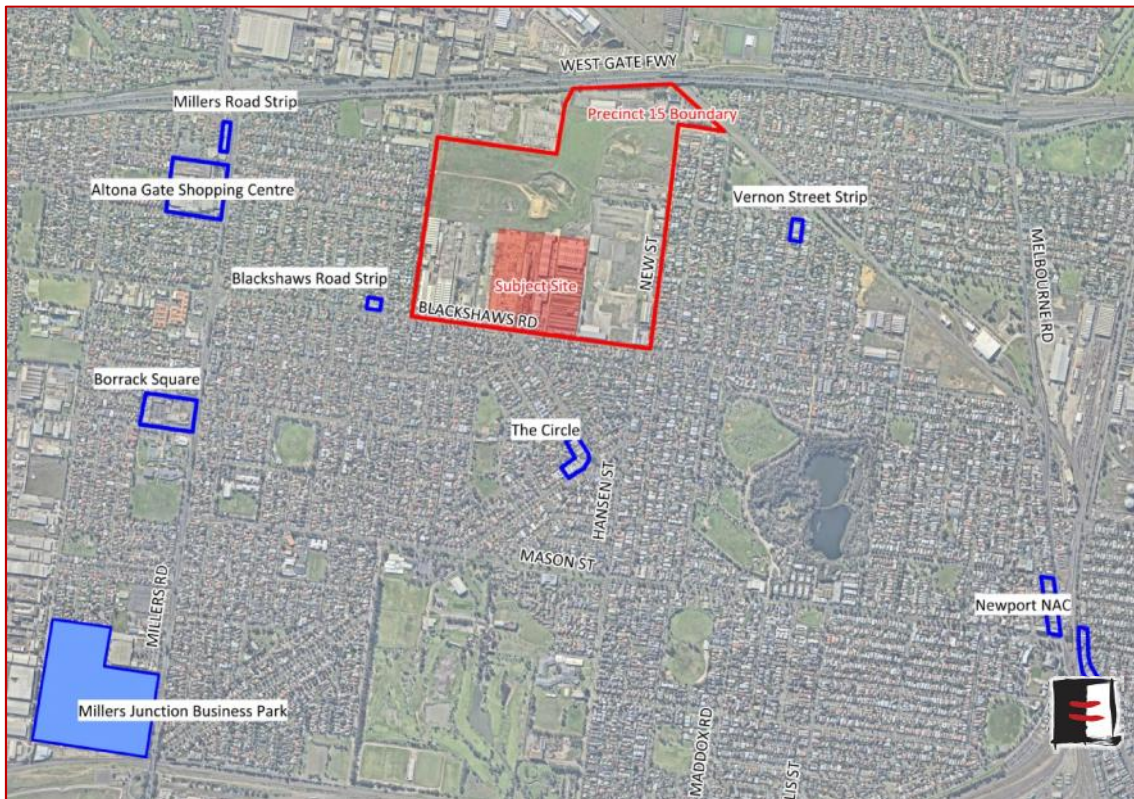 WEST GATE FWY
Millers Road Strip
Precinct 15 Boundary
Altona Gate Shopping Centre
Vernon Street Strip
NEW ST
MELBOURNE RD
Blackshaws Road Strip
Subject Site
BLACKSHAWS RD
Borrack Square
The Circle
HANSEN ST
MASON ST
MILLERS RD
Newport NAC
Millers Junction Business Park
MADDOX RD
LIS ST